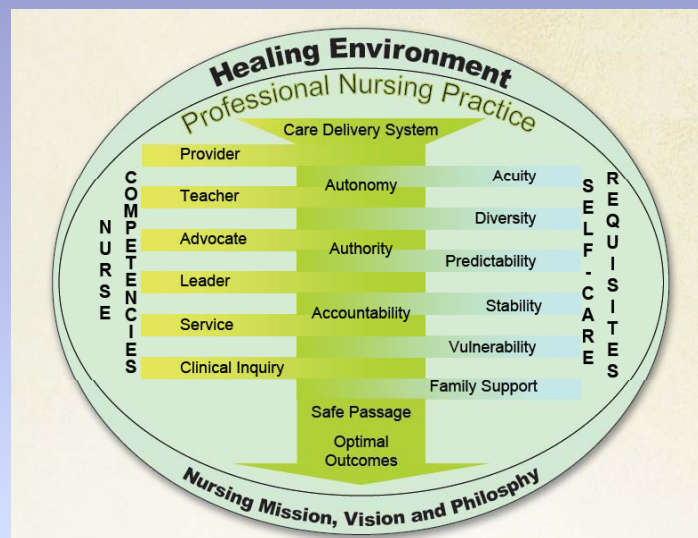 Healing Environment
Professional Nursing Practice
Care Delivery System
Provider
Teacher
Advocate
Leader
Service
Clinical Inquiry
NURSE
COMPETENCIES
Autonomy
Authority
Accountability
Safe Passage
Optimal
Outcomes
Acuity
Diversity
Predictability
Stability
Vulnerability
Family Support
SELF-CARE
REQUISITES
Nursing Mission, Vision and Philosphy